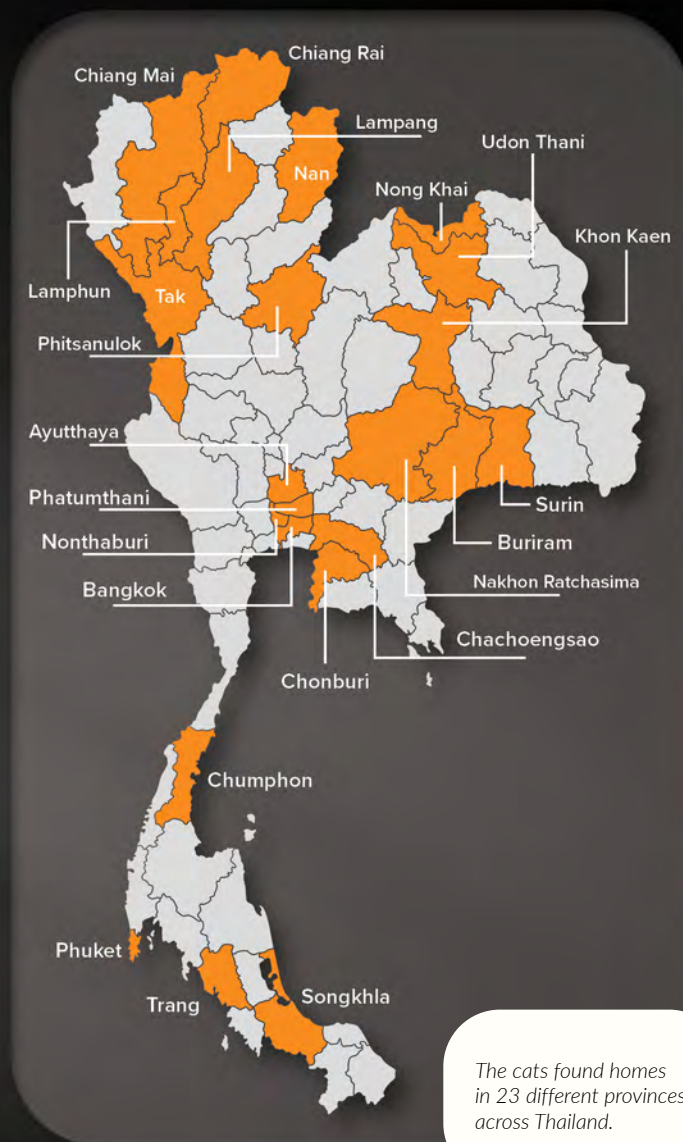 Chiang Rai
Chiang Mai
Lampang
Udon Thani
Nan
Nong Khai
Khon Kaen
Lamphun
Tak
Phitsanulok
Ayutthaya
Phatumthani
Surin
Nonthaburi
Buriram
Bangkok
Nakhon Ratchasima
Chachoengsao
Chonburi
Chumphon
Phuket
Trang
Songkhla
The cats found homes
in 23 different provinces
across Thailand.